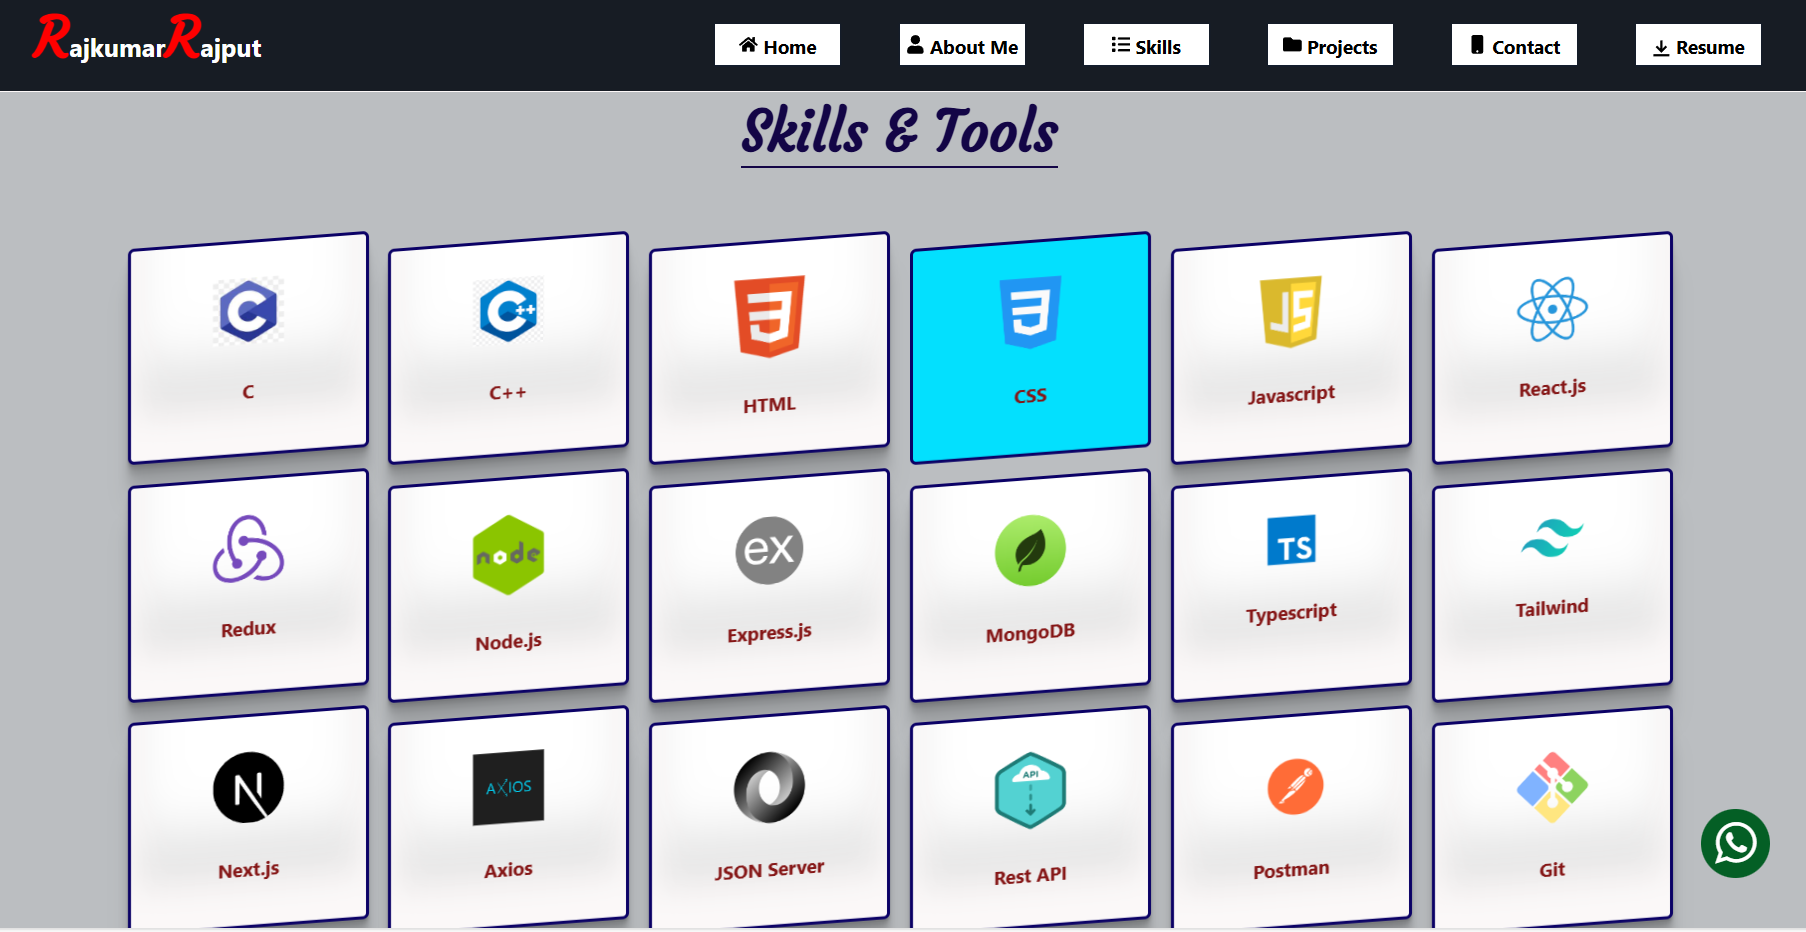 RajkumarRajput
Home
About Me
Skills
Projects
Contact
Resume
Skills & Tools
C
C
C++
C++
HTML
CSS
JS
Javascript
React.js
Redux
node
Node.js
ex
Express.js
MongoDB
TS
Typescript
Tailwind
N
Next.js
AXIOS
Axios
JSON Server
API
Rest API
Postman
Git